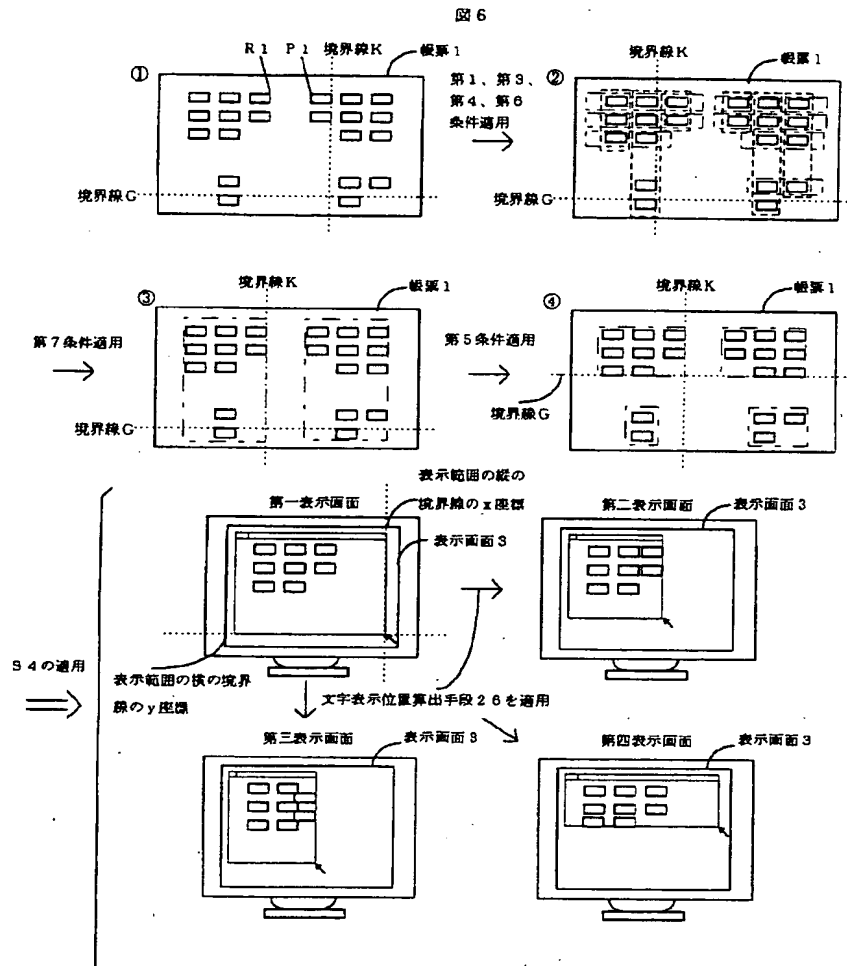 図6
R1 P1 境界線K 帳票1
①
境界線G
第1、第3、
第4、第6
条件適用
境界線K
帳票1
②
境界線G
境界線K
帳票1
③
第7条件適用
境界線G
境界線K
帳票1
④
第5条件適用
境界線G
表示範囲の縦の
境界線のx座標
第一表示画面
表示画面3
第二表示画面
表示画面3
S4の適用
表示範囲の横の境界
線のy座標
文字表示位置算出手段26を適用
第三表示画面
表示画面3
第四表示画面
表示画面3